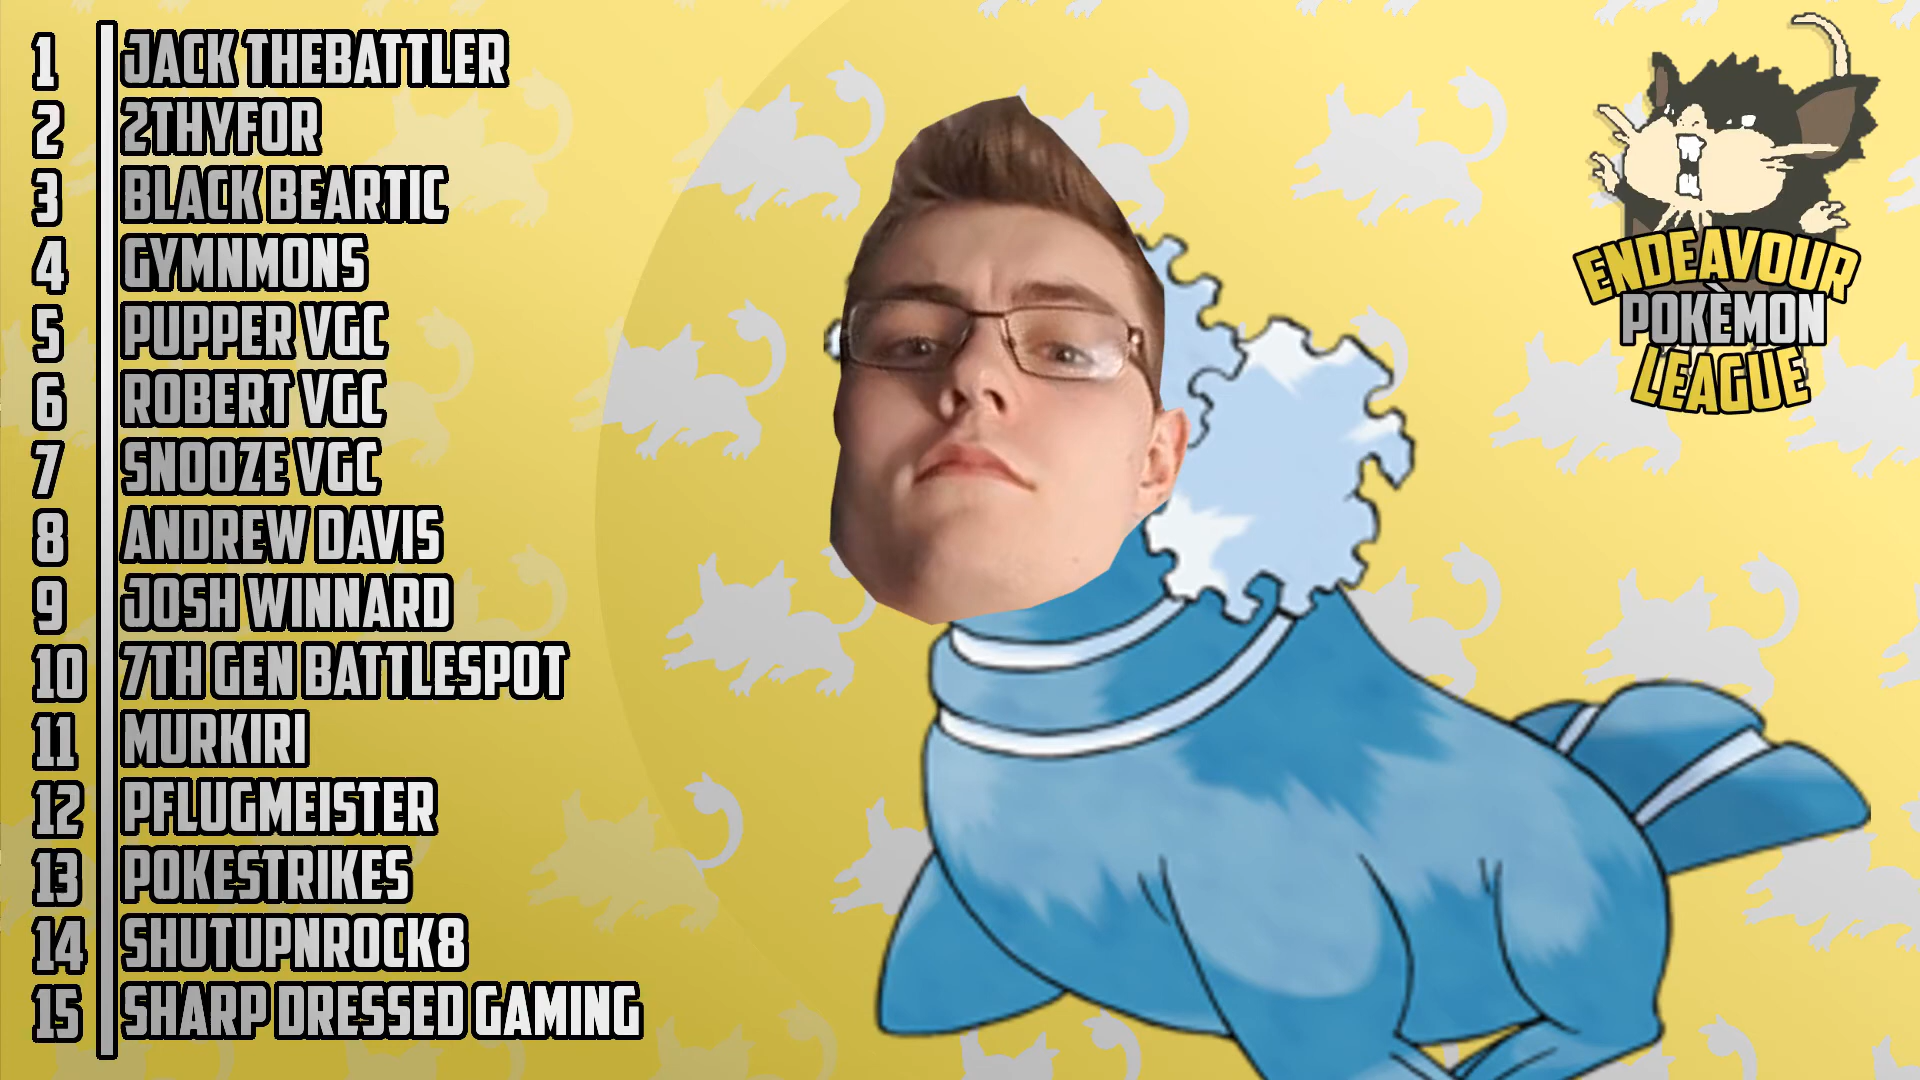 1 JACK THEBATTLER
2 2THYFOR
3 BLACK BEARTIC
4 GYMNMONS
5 PUPPER VGC
6 ROBERT VGC
7 SNOOZE VGC
8 ANDREW DAVIS
9 JOSH WINNARD
10 7TH GEN BATTLESPOT
11 MURKIRI
12 PFLUGMEISTER
13 POKESTRIKES
14 SHUTUPNROCK8
15 SHARP DRESSED GAMING
ENDEAVOUR
POKÈMON
LEAGUE